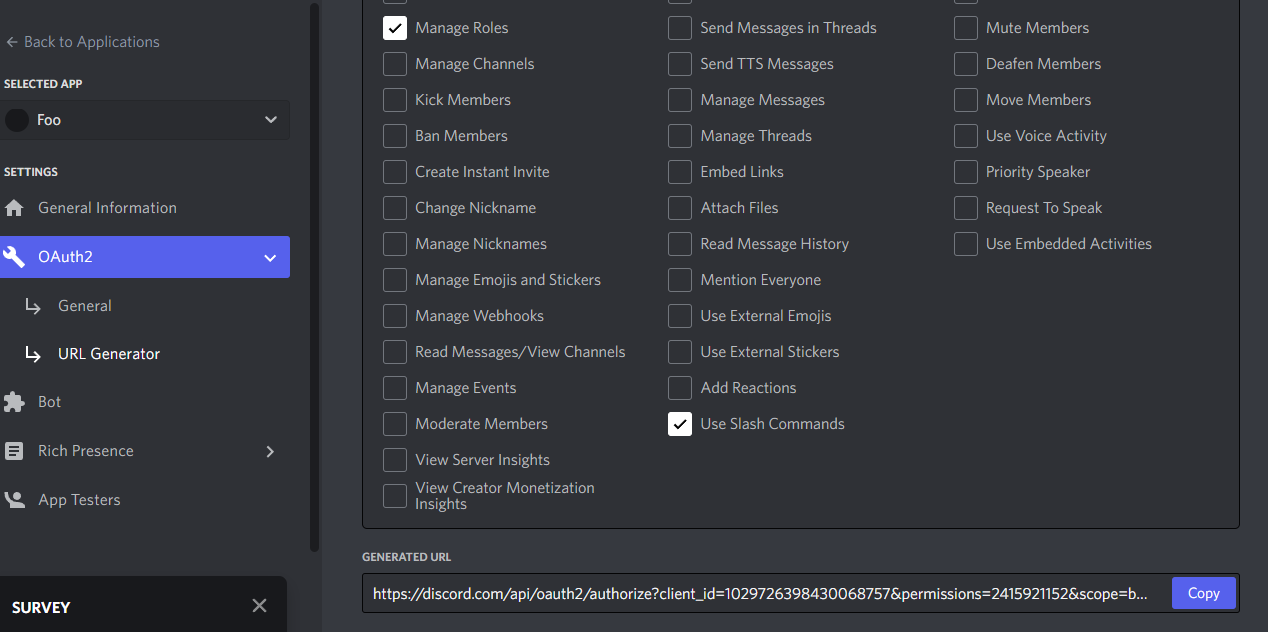 Back to Applications
SELECTED APP
Foo
SETTINGS
General Information
OAuth2
General
URL Generator
Bot
Rich Presence
App Testers
SURVEY
Manage Roles
Manage Channels
Kick Members
Ban Members
Create Instant Invite
Change Nickname
Manage Nicknames
Manage Emojis and Stickers
Manage Webhooks
Read Messages/View Channels
Manage Events
Moderate Members
View Server Insights
View Creator Monetization
Insights
Send Messages in Threads
Send TTS Messages
Manage Messages
Manage Threads
Embed Links
Attach Files
Read Message History
Mention Everyone
Use External Emojis
Use External Stickers
Add Reactions
Use Slash Commands
Mute Members
Deafen Members
Move Members
Use Voice Activity
Priority Speaker
Request To Speak
Use Embedded Activities
GENERATED URL
https://discord.com/api/oauth2/authorize?client_id=1029726398430068757&permissions=2415921152&scope=b...
Copy